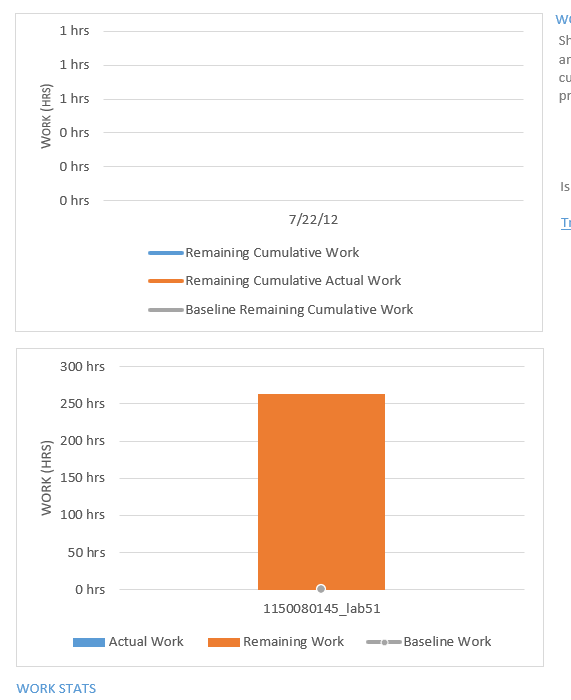 1 hrs
1 hrs
1 hrs
0 hrs
0 hrs
0 hrs
WORK (HRS)
7/22/12
Remaining Cumulative Work
Remaining Cumulative Actual Work
Baseline Remaining Cumulative Work
Is
300 hrs
250 hrs
200 hrs
150 hrs
100 hrs
50 hrs
0 hrs
WORK (HRS)
1150080145_lab51
Actual Work Remaining Work Baseline Work
WORK STATS